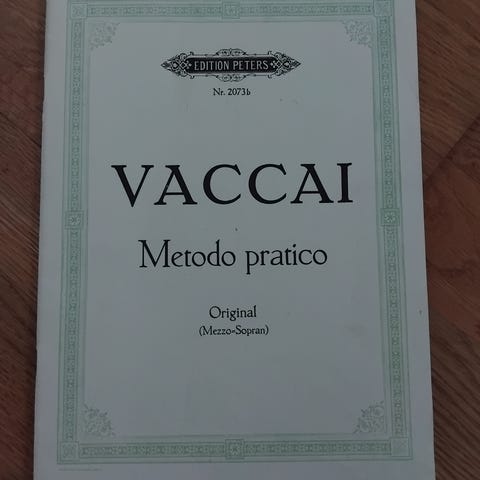 EDITION PETERS
Nr. 2073b
VACCAI
Metodo pratico
Original
(Mezzo=Sopran)